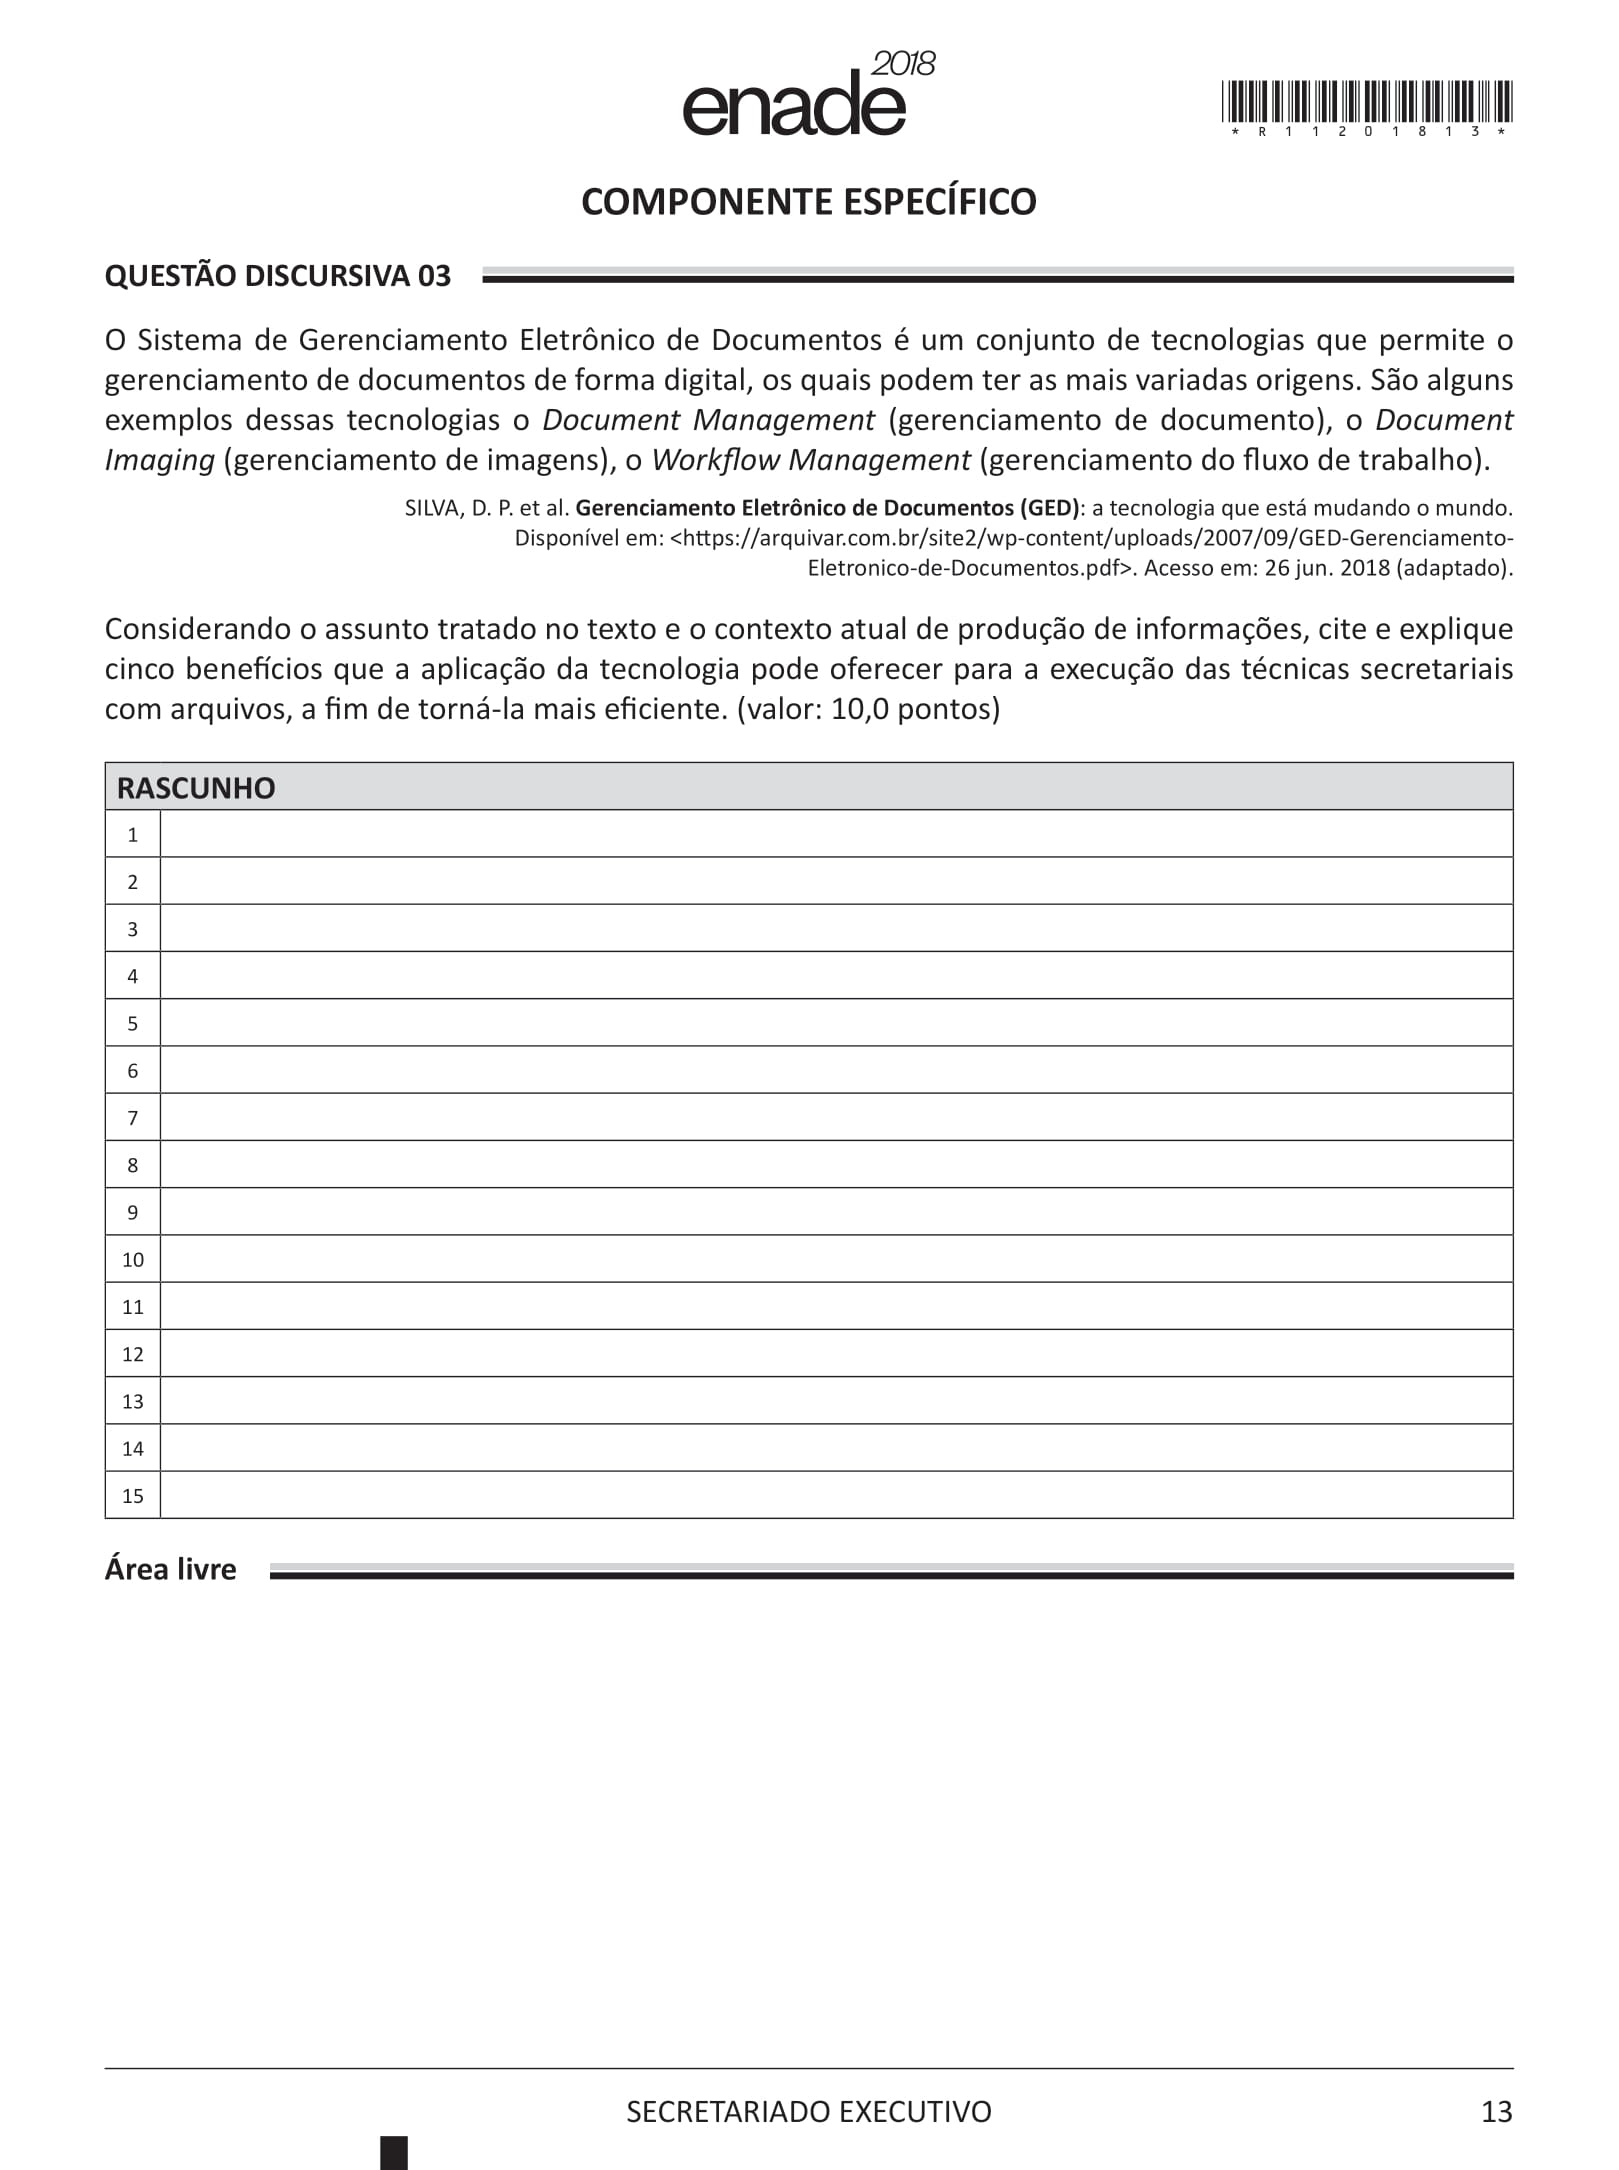 enade 2018
*R11201813*
COMPONENTE ESPECÍFICO
QUESTÃO DISCURSIVA 03
O Sistema de Gerenciamento Eletrônico de Documentos é um conjunto de tecnologias que permite o
gerenciamento de documentos de forma digital, os quais podem ter as mais variadas origens. São alguns
exemplos dessas tecnologias o Document Management (gerenciamento de documento), o Document
Imaging (gerenciamento de imagens), o Workflow Management (gerenciamento do fluxo de trabalho).
SILVA, D. P. et al. Gerenciamento Eletrônico de Documentos (GED): a tecnologia que está mudando o mundo.
Disponível em: <https://arquivar.com.br/site2/wp-content/uploads/2007/09/GED-Gerenciamento-
Eletronico-de-Documentos.pdf>. Acesso em: 26 jun. 2018 (adaptado).
Considerando o assunto tratado no texto e o contexto atual de produção de informações, cite e explique
cinco benefícios que a aplicação da tecnologia pode oferecer para a execução das técnicas secretariais
com arquivos, a fim de torná-la mais eficiente. (valor: 10,0 pontos)
RASCUNHO
1
2
3
4
5
6
7
8
9
10
11
12
13
14
15
Área livre
SECRETARIADO EXECUTIVO
13